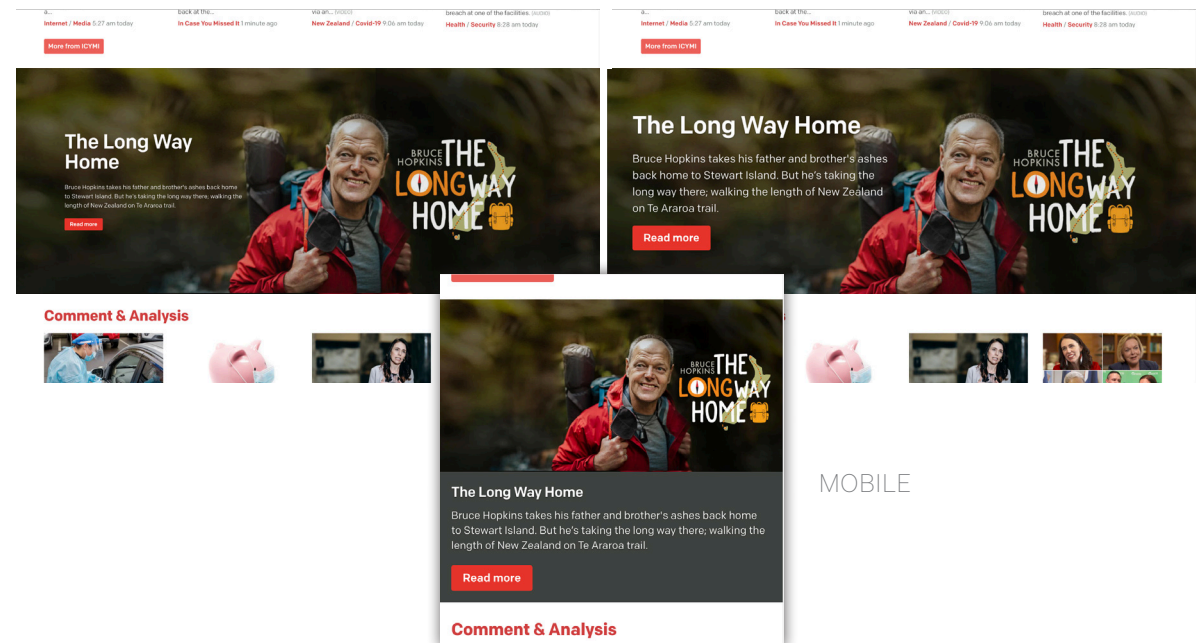 a...
back at the...
via an... (VIDEO)
breach at one of the facilities. (AUDIO)
Internet / Media 5:27 am today
In Case You Missed It 1 minute ago
New Zealand / Covid-19 9:06 am today
Health / Security 8:28 am today
More from ICYMI
The Long Way
Home
Bruce Hopkins takes his father and brother's ashes back home
to Stewart Island. But he's taking the long way there; walking the
length of New Zealand on Te Araroa trail.
Read more
BRUCE
HOPKINS
THE
LONG WAY
HOME
Comment & Analysis
a...
back at the...
via an... (VIDEO)
breach at one of the facilities. (AUDIO)
Internet / Media 5:27 am today
In Case You Missed It 1 minute ago
New Zealand / Covid-19 9:06 am today
Health / Security 8:28 am today
More from ICYMI
The Long Way Home
Bruce Hopkins takes his father and brother's ashes
back home to Stewart Island. But he's taking the
long way there; walking the length of New Zealand
on Te Araroa trail.
Read more
BRUCE
HOPKINS
THE
LONG WAY
HOME
BRUCE
HOPKINS
THE
LONG WAY
HOME
The Long Way Home
Bruce Hopkins takes his father and brother's ashes back home
to Stewart Island. But he's taking the long way there; walking the
length of New Zealand on Te Araroa trail.
Read more
Comment & Analysis
MOBILE